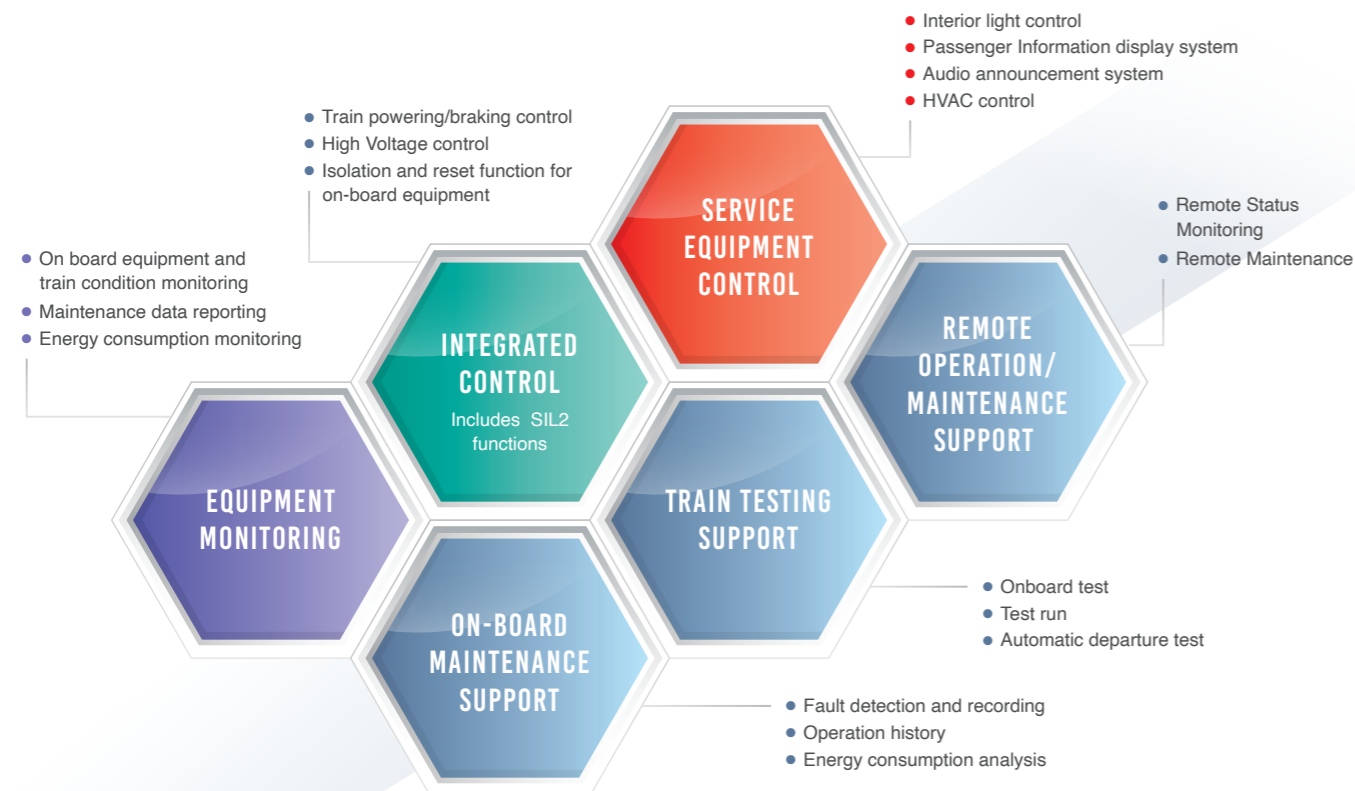 Interior light control
Passenger Information display system
Audio announcement system
HVAC control
Train powering/braking control
High Voltage control
Isolation and reset function for
on-board equipment
On board equipment and
train condition monitoring
Maintenance data reporting
Energy consumption monitoring
Remote Status
Monitoring
Remote Maintenance
SERVICE
EQUIPMENT
CONTROL
INTEGRATED
CONTROL
Includes SIL2
functions
REMOTE
OPERATION/
MAINTENANCE
SUPPORT
EQUIPMENT
MONITORING
TRAIN TESTING
SUPPORT
ON-BOARD
MAINTENANCE
SUPPORT
Onboard test
Test run
Automatic departure test
Fault detection and recording
Operation history
Energy consumption analysis